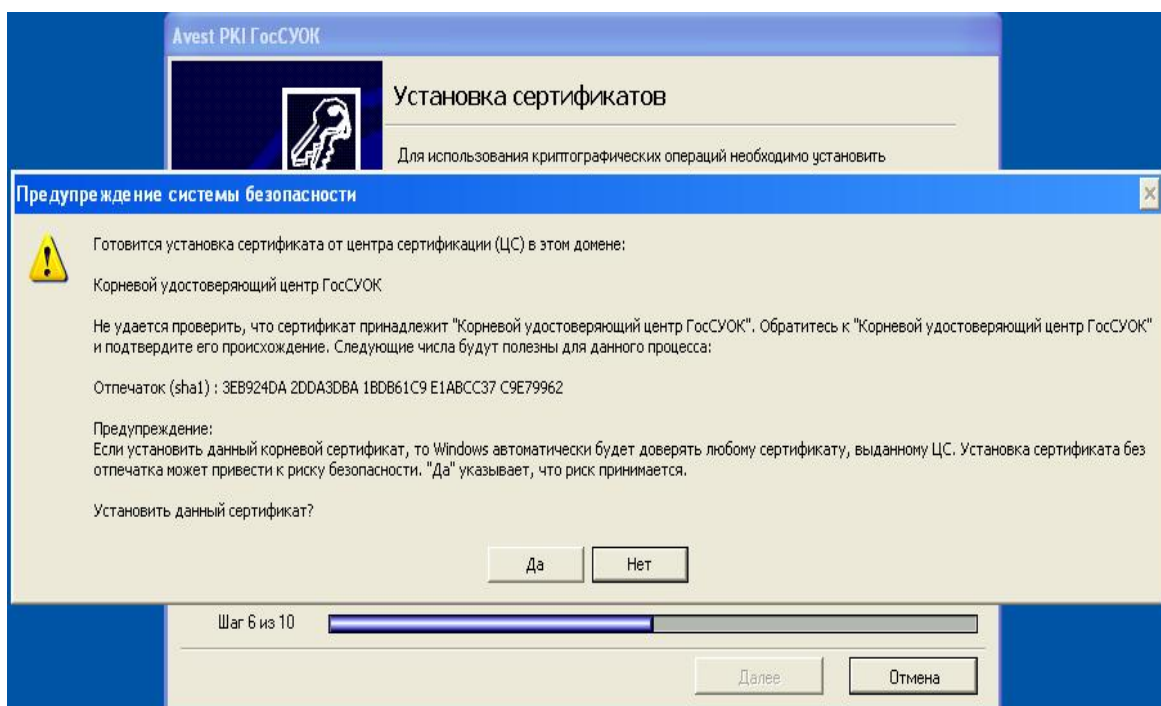 Avest PKI ГосСУОК
Установка сертификатов
Для использования криптографических операций необходимо установить
Предупреждение системы безопасности
Готовится установка сертификата от центра сертификации (ЦС) в этом домене:
Корневой удостоверяющий центр ГосСУОК
Не удается проверить, что сертификат принадлежит "Корневой удостоверяющий центр ГосСУОК". Обратитесь к "Корневой удостоверяющий центр ГосСУОК"
и подтвердите его происхождение. Следующие числа будут полезны для данного процесса:
Отпечаток (sha1) : 3EB924DA 2DDA3DBA 1BDB61C9 E1ABCC37 C9E79962
Предупреждение:
Если установить данный корневой сертификат, то Windows автоматически будет доверять любому сертификату, выданному ЦС. Установка сертификата без
отпечатка может привести к риску безопасности. "Да" указывает, что риск принимается.
Установить данный сертификат?
Да
Нет
Шаг 6 из 10
Далее
Отмена